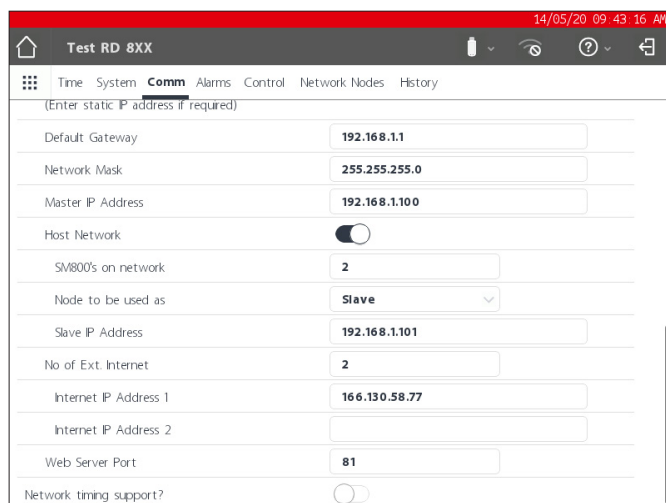 14/05/20 09:43:16 AM
Test RD 8XX
Time System Comm Alarms Control Network Nodes History
(Enter static IP address if required)
Default Gateway 192.168.1.1
Network Mask 255.255.255.0
Master IP Address 192.168.1.100
Host Network
SM800's on network 2
Node to be used as Slave
Slave IP Address 192.168.1.101
No of Ext. Internet 2
Internet IP Address 1 166.130.58.77
Internet IP Address 2
Web Server Port 81
Network timing support?